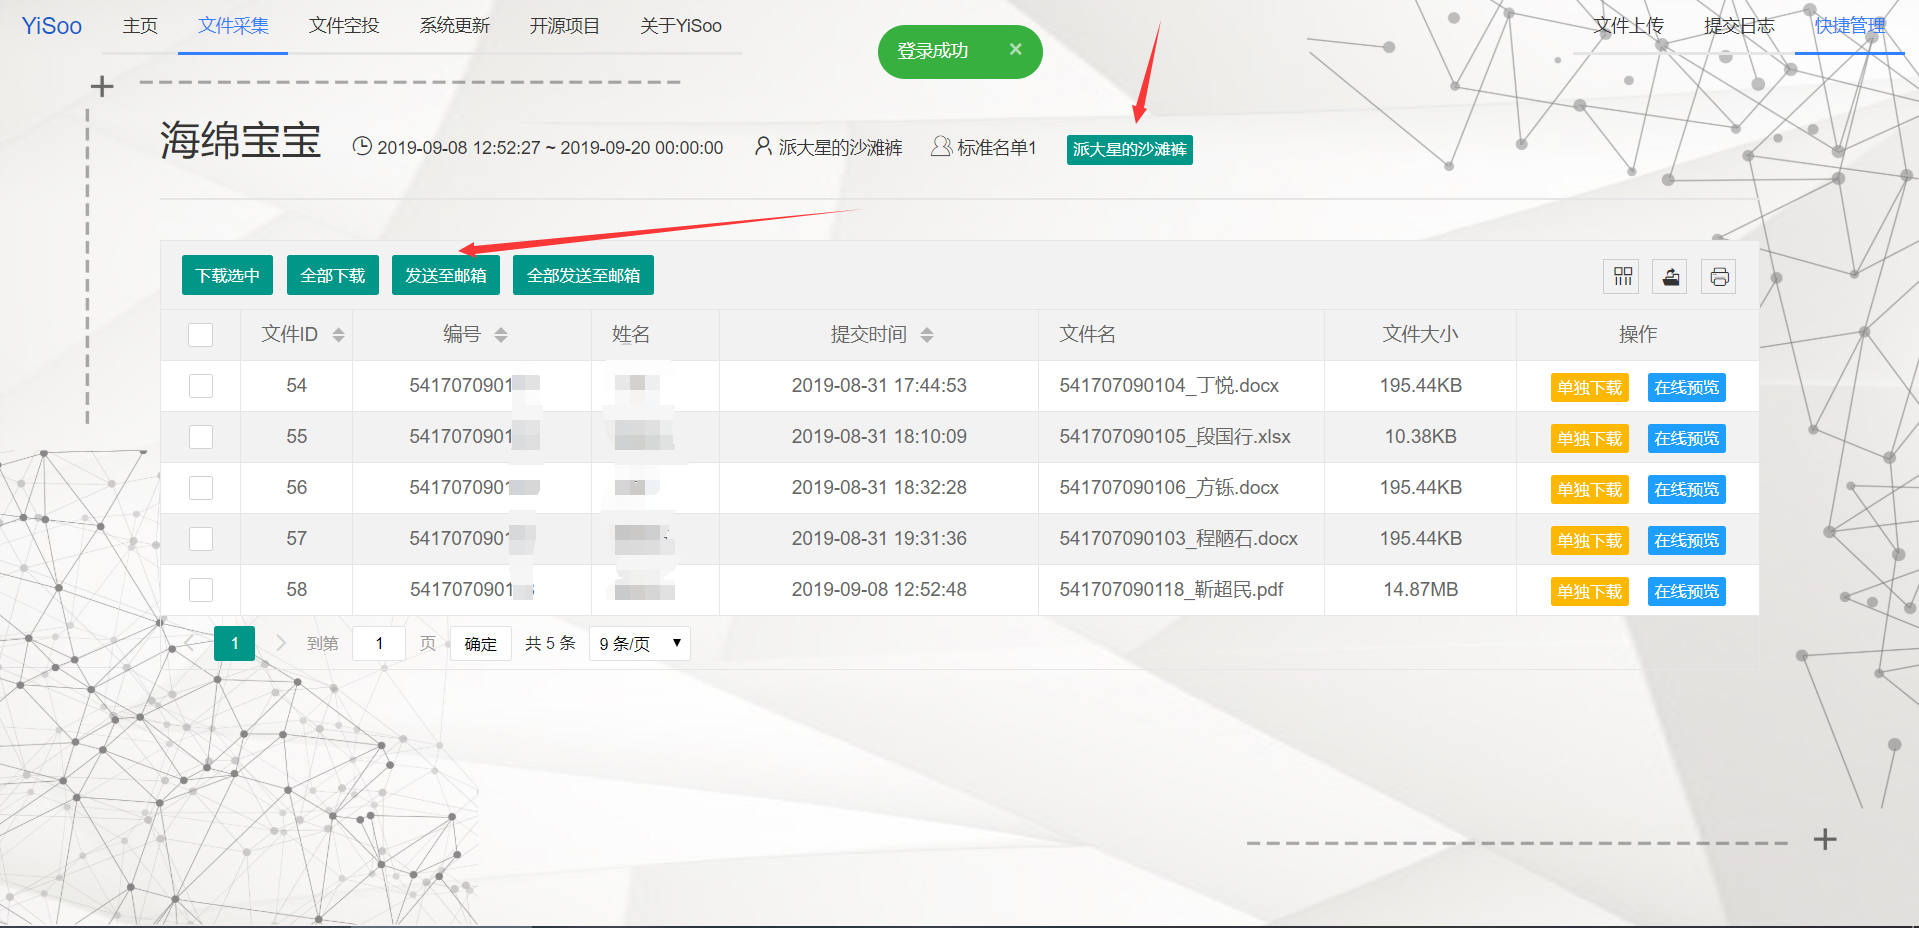 YiSoo 主页 文件采集 文件空投 系统更新 开源项目 关于YiSoo 文件上传 提交日志 快捷管理
登录成功 ×
海绵宝宝 2019-09-08 12:52:27 ~ 2019-09-20 00:00:00 派大星的沙滩裤 标准名单1 派大星的沙滩裤
下载选中 全部下载 发送至邮箱 全部发送至邮箱
文件ID 编号 姓名 提交时间 文件名 文件大小 操作
54 5417070901 2019-08-31 17:44:53 541707090104_丁悦.docx 195.44KB 单独下载 在线预览
55 5417070901 2019-08-31 18:10:09 541707090105_段国行.xlsx 10.38KB 单独下载 在线预览
56 5417070901 2019-08-31 18:32:28 541707090106_方铄.docx 195.44KB 单独下载 在线预览
57 5417070901 2019-08-31 19:31:36 541707090103_程陋石.docx 195.44KB 单独下载 在线预览
58 5417070901 2019-09-08 12:52:48 541707090118_靳超民.pdf 14.87MB 单独下载 在线预览
1 到第 1 页 确定 共 5 条 9 条/页